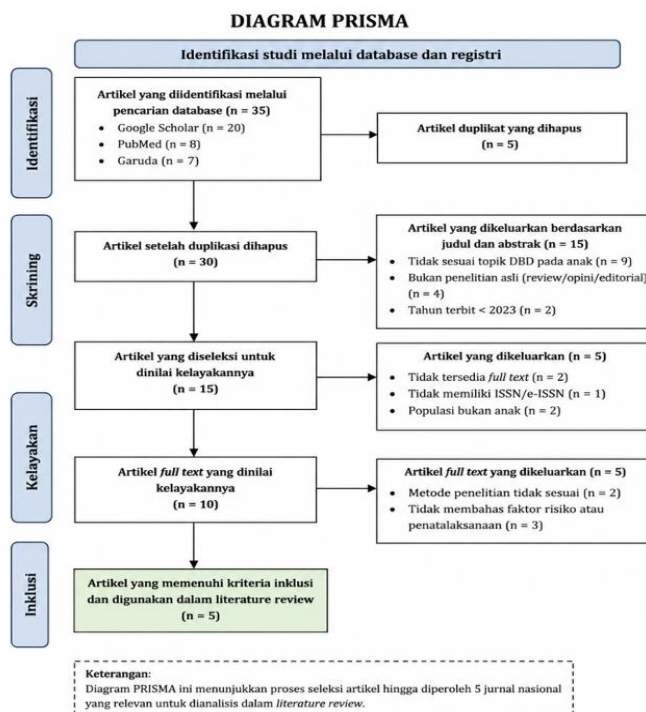 DIAGRAM PRISMA
Identifikasi studi melalui database dan registri
Identifikasi
Artikel yang diidentifikasi melalui
pencarian database (n = 35)
• Google Scholar (n = 20)
• PubMed (n = 8)
• Garuda (n = 7)
Artikel duplikat yang dihapus
(n = 5)
Skrining
Artikel setelah duplikasi dihapus
(n = 30)
Artikel yang dikeluarkan berdasarkan
judul dan abstrak (n = 15)
• Tidak sesuai topik DBD pada anak (n = 9)
• Bukan penelitian asli (review/opini/editorial)
(n = 4)
• Tahun terbit < 2023 (n = 2)
Artikel yang diseleksi untuk
dinilai kelayakannya
(n = 15)
Artikel yang dikeluarkan (n = 5)
• Tidak tersedia full text (n = 2)
• Tidak memiliki ISSN/e-ISSN (n = 1)
• Populasi bukan anak (n = 2)
Kelayakan
Artikel full text yang dinilai
kelayakannya
(n = 10)
Artikel full text yang dikeluarkan (n = 5)
• Metode penelitian tidak sesuai (n = 2)
• Tidak membahas faktor risiko atau
penatalaksanaan (n = 3)
Inklusi
Artikel yang memenuhi kriteria inklusi
dan digunakan dalam literature review
(n = 5)
Keterangan:
Diagram PRISMA ini menunjukkan proses seleksi artikel hingga diperoleh 5 jurnal nasional
yang relevan untuk dianalisis dalam literature review.